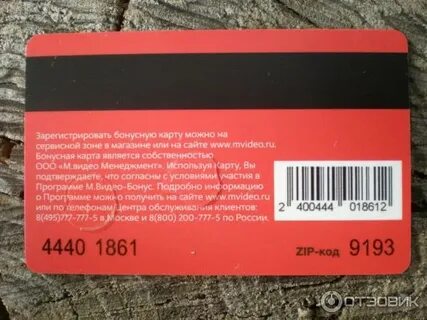 Зарегистрировать бонусную карту можно на
сервисной зоне в магазине или на сайте www.mvideo.ru.
Бонусная карта является собственностью
ООО «М.видео Менеджмент». Используя Карту, Вы
подтверждаете, что согласны с условиями участия в
Программе М.Видео-Бонус. Подробно информацию
о Программе можно получить на сайте www.mvideo.ru
или по телефонам Центра обслуживания клиентов:
8(495)777-777-5 в Москве и 8(800) 200-777-5 по России.
2 400444 018612
4440 1861
ZIP-код 9193
ОТЗОВИК